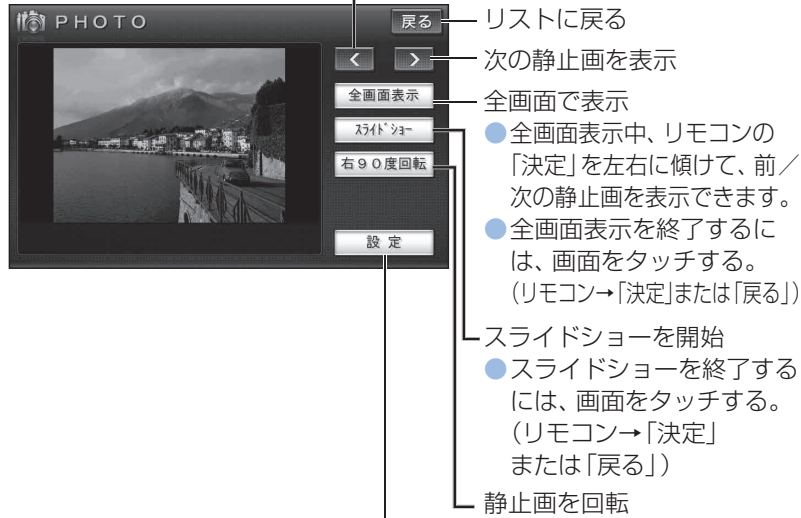 PHOTO
戻る
<
>
全画面表示
スライドショー
右90度回転
設定
リストに戻る
次の静止画を表示
全画面で表示
●全画面表示中、リモコンの
「決定」を左右に傾けて、前／
次の静止画を表示できます。
●全画面表示を終了するに
は、画面をタッチする。
(リモコン→「決定」または「戻る」)
スライドショーを開始
●スライドショーを終了する
には、画面をタッチする。
(リモコン→「決定」
または「戻る」)
静止画を回転